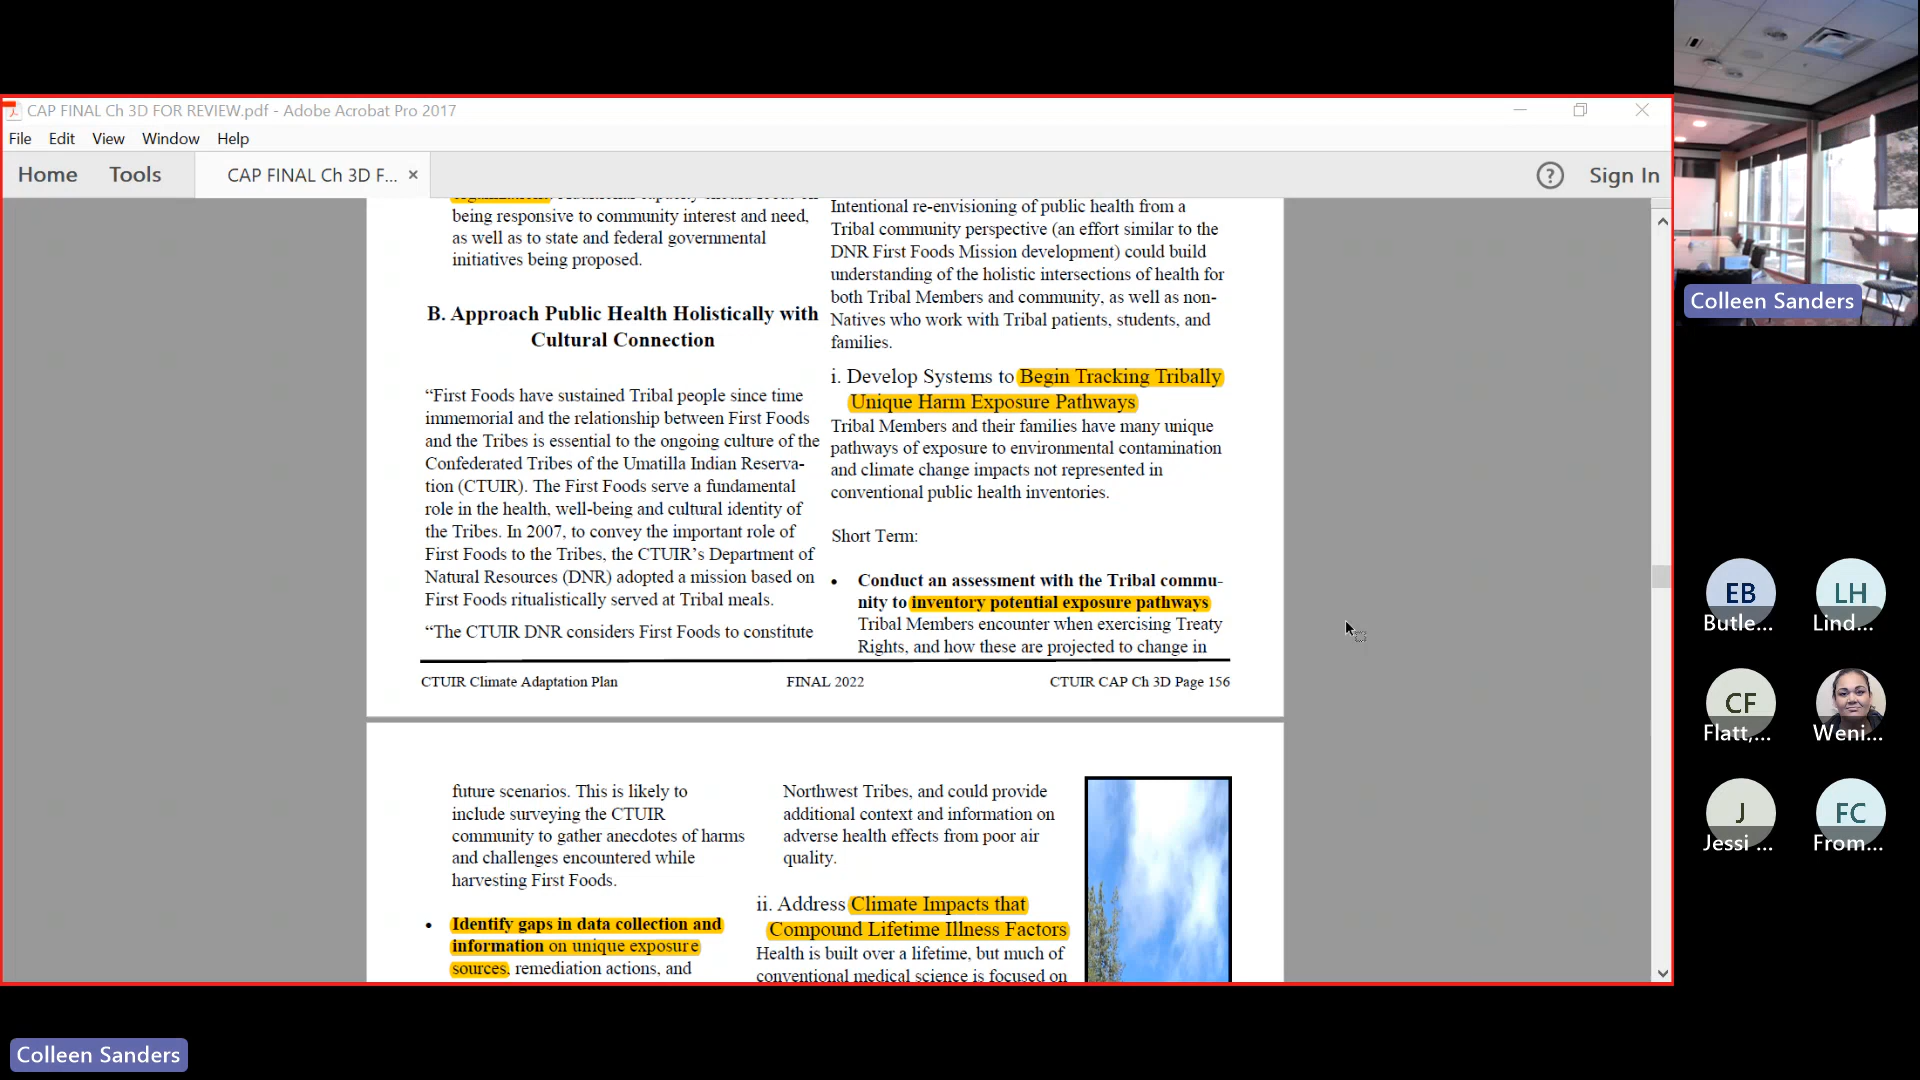 CAP FINAL Ch 3D FOR REVIEW.pdf - Adobe Acrobat Pro 2017
File Edit View Window Help
Home Tools CAP FINAL Ch 3D F... × ? Sign In
being responsive to community interest and need,
as well as to state and federal governmental
initiatives being proposed.
B. Approach Public Health Holistically with
Cultural Connection
“First Foods have sustained Tribal people since time
immemorial and the relationship between First Foods
and the Tribes is essential to the ongoing culture of the
Confederated Tribes of the Umatilla Indian Reserva-
tion (CTUIR). The First Foods serve a fundamental
role in the health, well-being and cultural identity of
the Tribes. In 2007, to convey the important role of
First Foods to the Tribes, the CTUIR’s Department of
Natural Resources (DNR) adopted a mission based on
First Foods ritualistically served at Tribal meals.
“The CTUIR DNR considers First Foods to constitute
Intentional re-envisioning of public health from a
Tribal community perspective (an effort similar to the
DNR First Foods Mission development) could build
understanding of the holistic intersections of health for
both Tribal Members and community, as well as non-
Natives who work with Tribal patients, students, and
families.
i. Develop Systems to Begin Tracking Tribally
Unique Harm Exposure Pathways
Tribal Members and their families have many unique
pathways of exposure to environmental contamination
and climate change impacts not represented in
conventional public health inventories.
Short Term:
• Conduct an assessment with the Tribal commu-
nity to inventory potential exposure pathways
Tribal Members encounter when exercising Treaty
Rights, and how these are projected to change in
CTUIR Climate Adaptation Plan FINAL 2022 CTUIR CAP Ch 3D Page 156
future scenarios. This is likely to
include surveying the CTUIR
community to gather anecdotes of harms
and challenges encountered while
harvesting First Foods.
• Identify gaps in data collection and
information on unique exposure
sources, remediation actions, and
Northwest Tribes, and could provide
additional context and information on
adverse health effects from poor air
quality.
ii. Address Climate Impacts that
Compound Lifetime Illness Factors
Health is built over a lifetime, but much of
conventional medical science is focused on
Colleen Sanders
EB
Butle...
LH
Lind...
CF
Flatt,...
Weni...
J
Jessi ...
FC
From...
Colleen Sanders